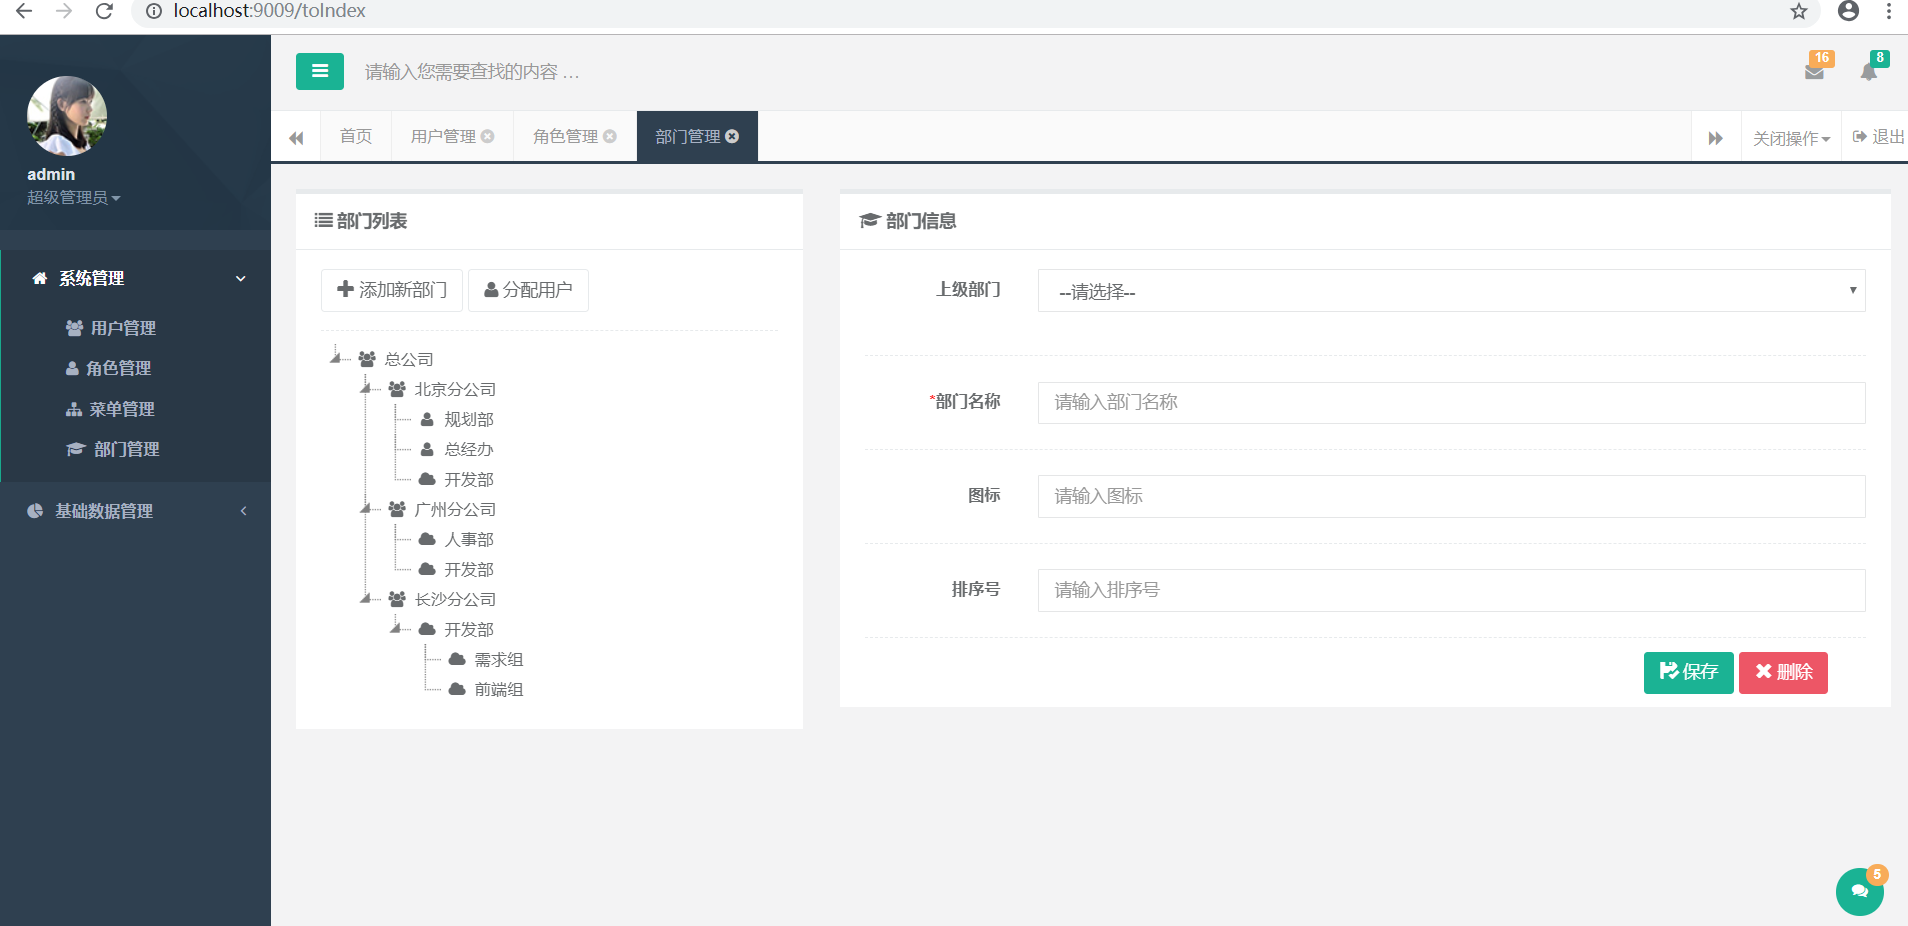 localhost:9009/toIndex
请输入您需要查找的内容 …
16
8
admin
超级管理员
首页
用户管理
角色管理
部门管理
关闭操作
退出
系统管理
用户管理
角色管理
菜单管理
部门管理
基础数据管理
部门列表
添加新部门
分配用户
总公司
北京分公司
规划部
总经办
开发部
广州分公司
人事部
开发部
长沙分公司
开发部
需求组
前端组
部门信息
上级部门
--请选择--
*部门名称
请输入部门名称
图标
请输入图标
排序号
请输入排序号
保存
删除
5